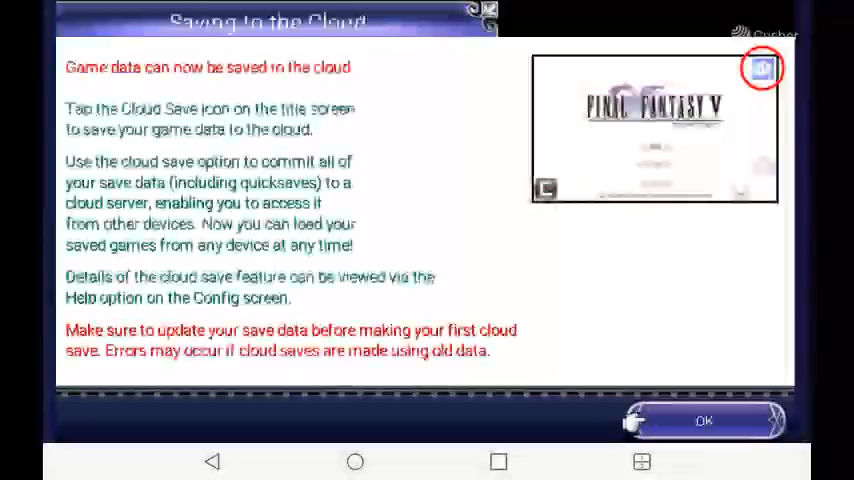 Saving to the Cloud
Game data can now be saved in the cloud
Tap the Cloud Save icon on the title screen
to save your game data to the cloud.
Use the cloud save option to commit all of
your save data (including quicksaves) to a
cloud server, enabling you to access it
from other devices. Now you can load your
saved games from any device at any time!
Details of the cloud save feature can be viewed via the
Help option on the Config screen.
Make sure to update your save data before making your first cloud
save. Errors may occur if cloud saves are made using old data.
FINAL FANTASY V
OK